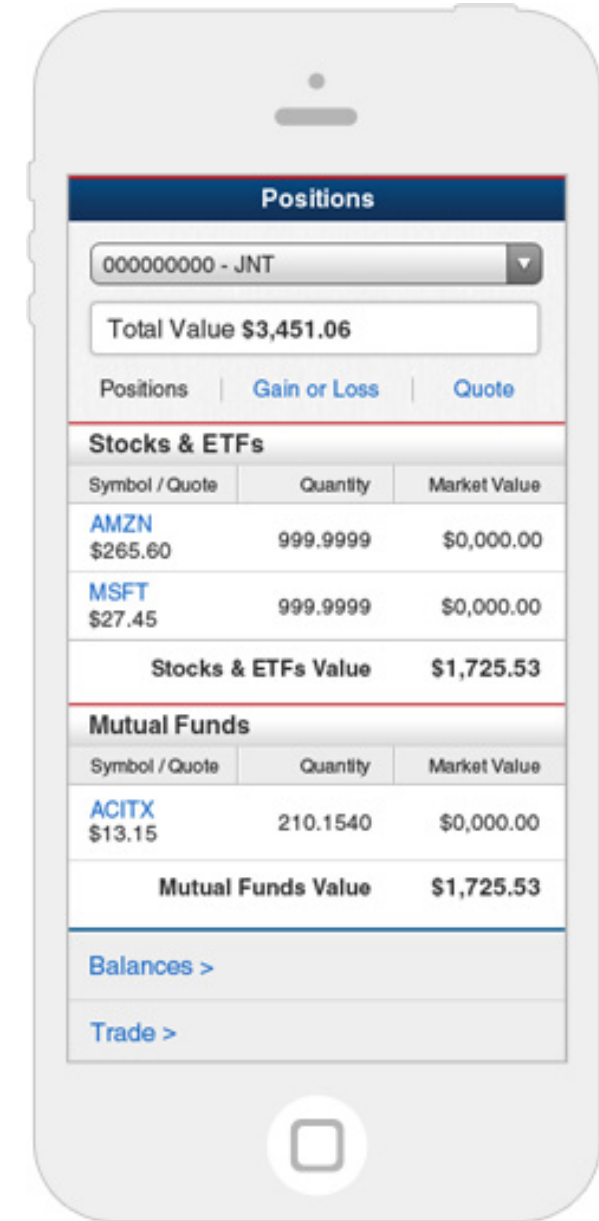 Positions
000000000 - JNT
Total Value $3,451.06
Positions Gain or Loss Quote
Stocks & ETFs
Symbol / Quote Quantity Market Value
AMZN
$265.60 999.9999 $0,000.00
MSFT
$27.45 999.9999 $0,000.00
Stocks & ETFs Value $1,725.53
Mutual Funds
Symbol / Quote Quantity Market Value
ACITX
$13.15 210.1540 $0,000.00
Mutual Funds Value $1,725.53
Balances >
Trade >